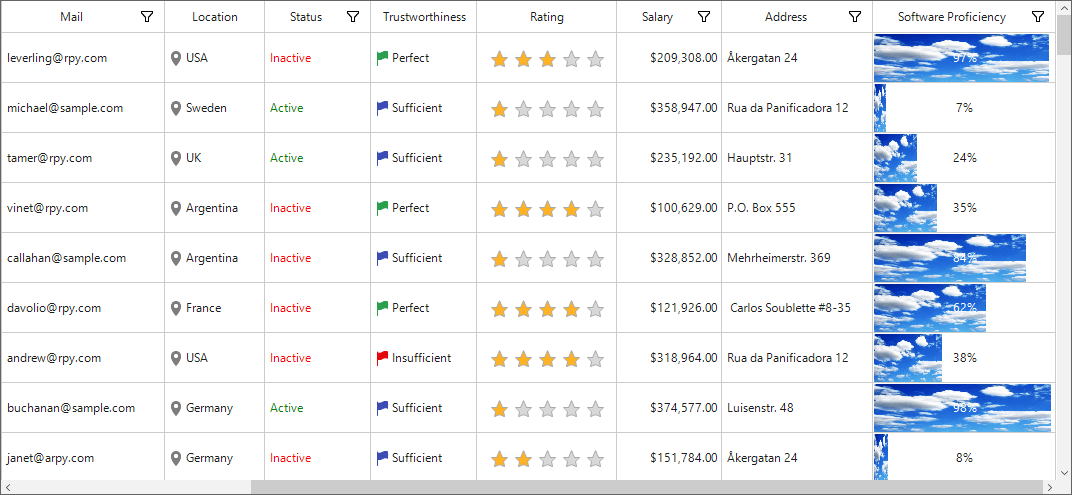 Mail Location Status Trustworthiness Rating Salary Address Software Proficiency
leverling@rpy.com USA Inactive Perfect $209,308.00 Åkergatan 24 97%
michael@sample.com Sweden Active Sufficient $358,947.00 Rua da Panificadora 12 7%
tamer@rpy.com UK Active Sufficient $235,192.00 Hauptstr. 31 24%
vinet@rpy.com Argentina Inactive Perfect $100,629.00 P.O. Box 555 35%
callahan@sample.com Argentina Inactive Sufficient $328,852.00 Mehrheimerstr. 369 84%
davolio@rpy.com France Inactive Perfect $121,926.00 Carlos Soublette #8-35 62%
andrew@rpy.com USA Inactive Insufficient $318,964.00 Rua da Panificadora 12 38%
buchanan@sample.com Germany Active Sufficient $374,577.00 Luisenstr. 48 98%
janet@arpy.com Germany Inactive Sufficient $151,784.00 Åkergatan 24 8%